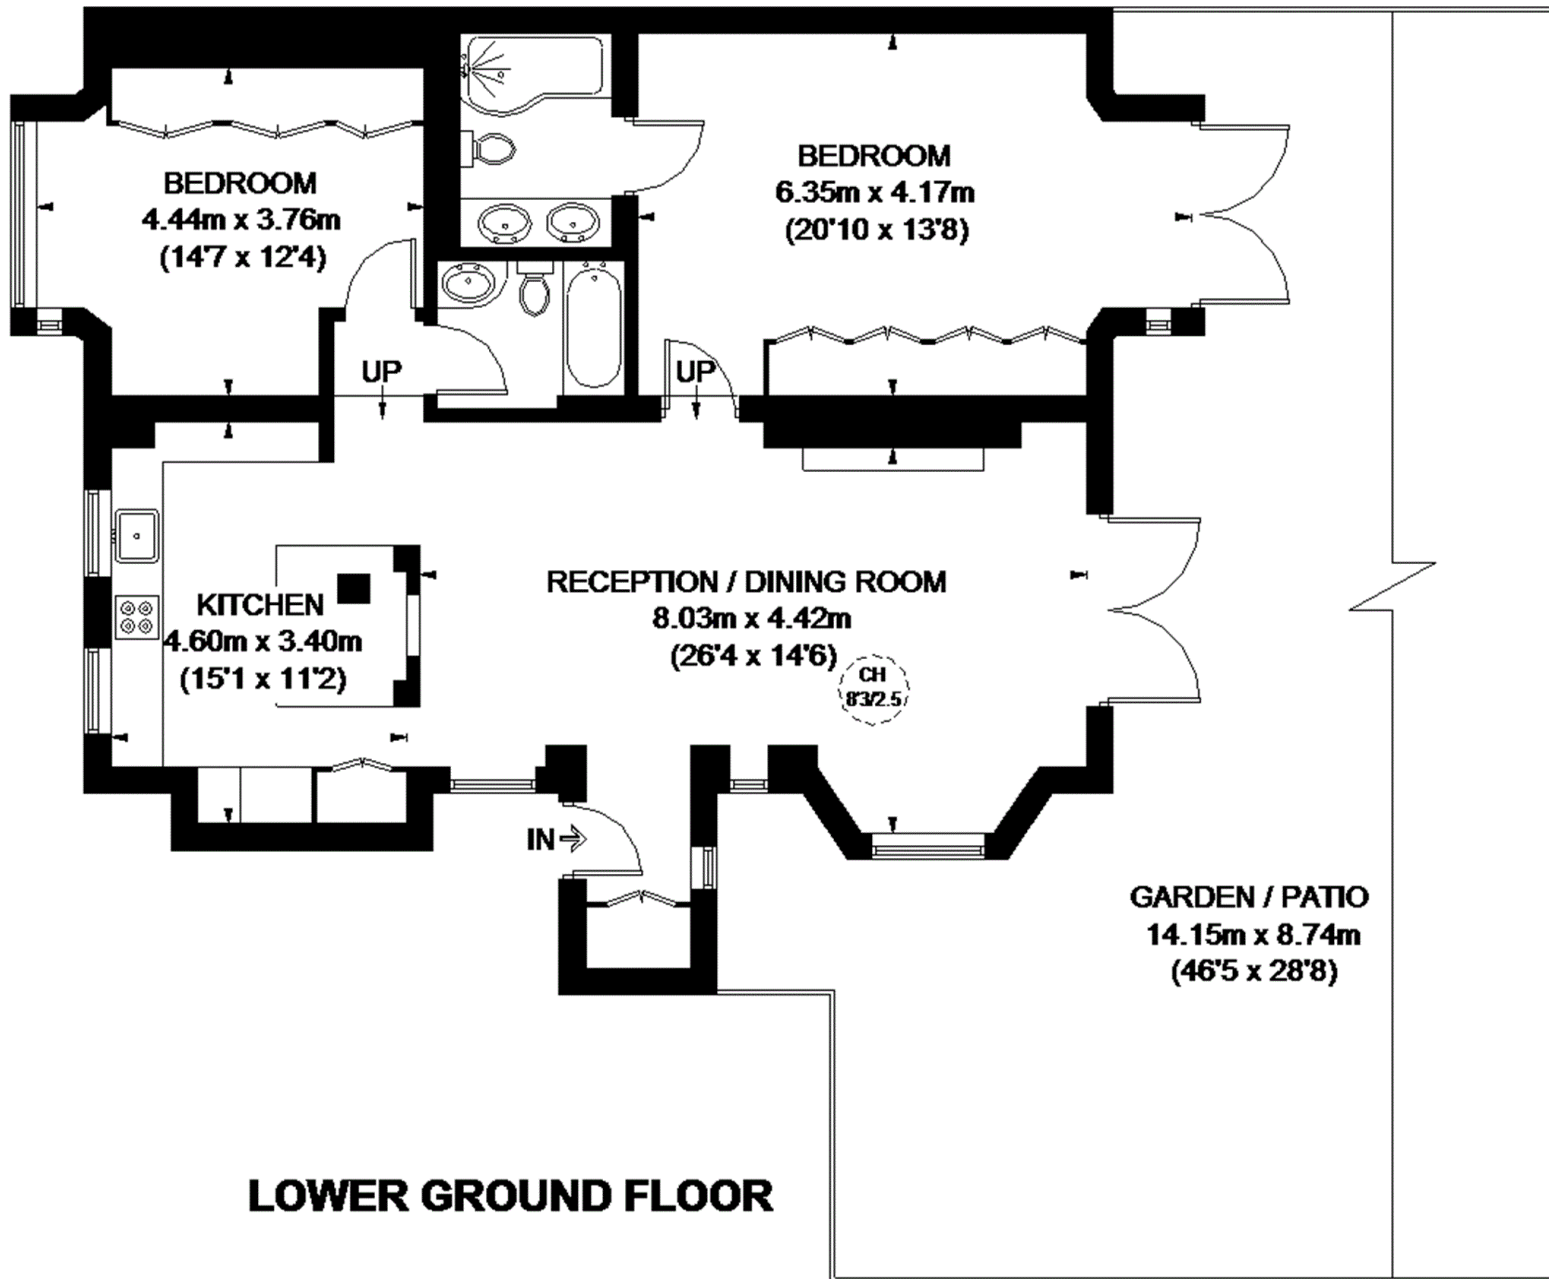 BEDROOM
4.44m x 3.76m
(14'7 x 12'4)
BEDROOM
6.35m x 4.17m
(20'10 x 13'8)
UP
UP
KITCHEN
4.60m x 3.40m
(15'1 x 11'2)
RECEPTION / DINING ROOM
8.03m x 4.42m
(26'4 x 14'6)
CH
8'3/2.5
IN
GARDEN / PATIO
14.15m x 8.74m
(46'5 x 28'8)
LOWER GROUND FLOOR